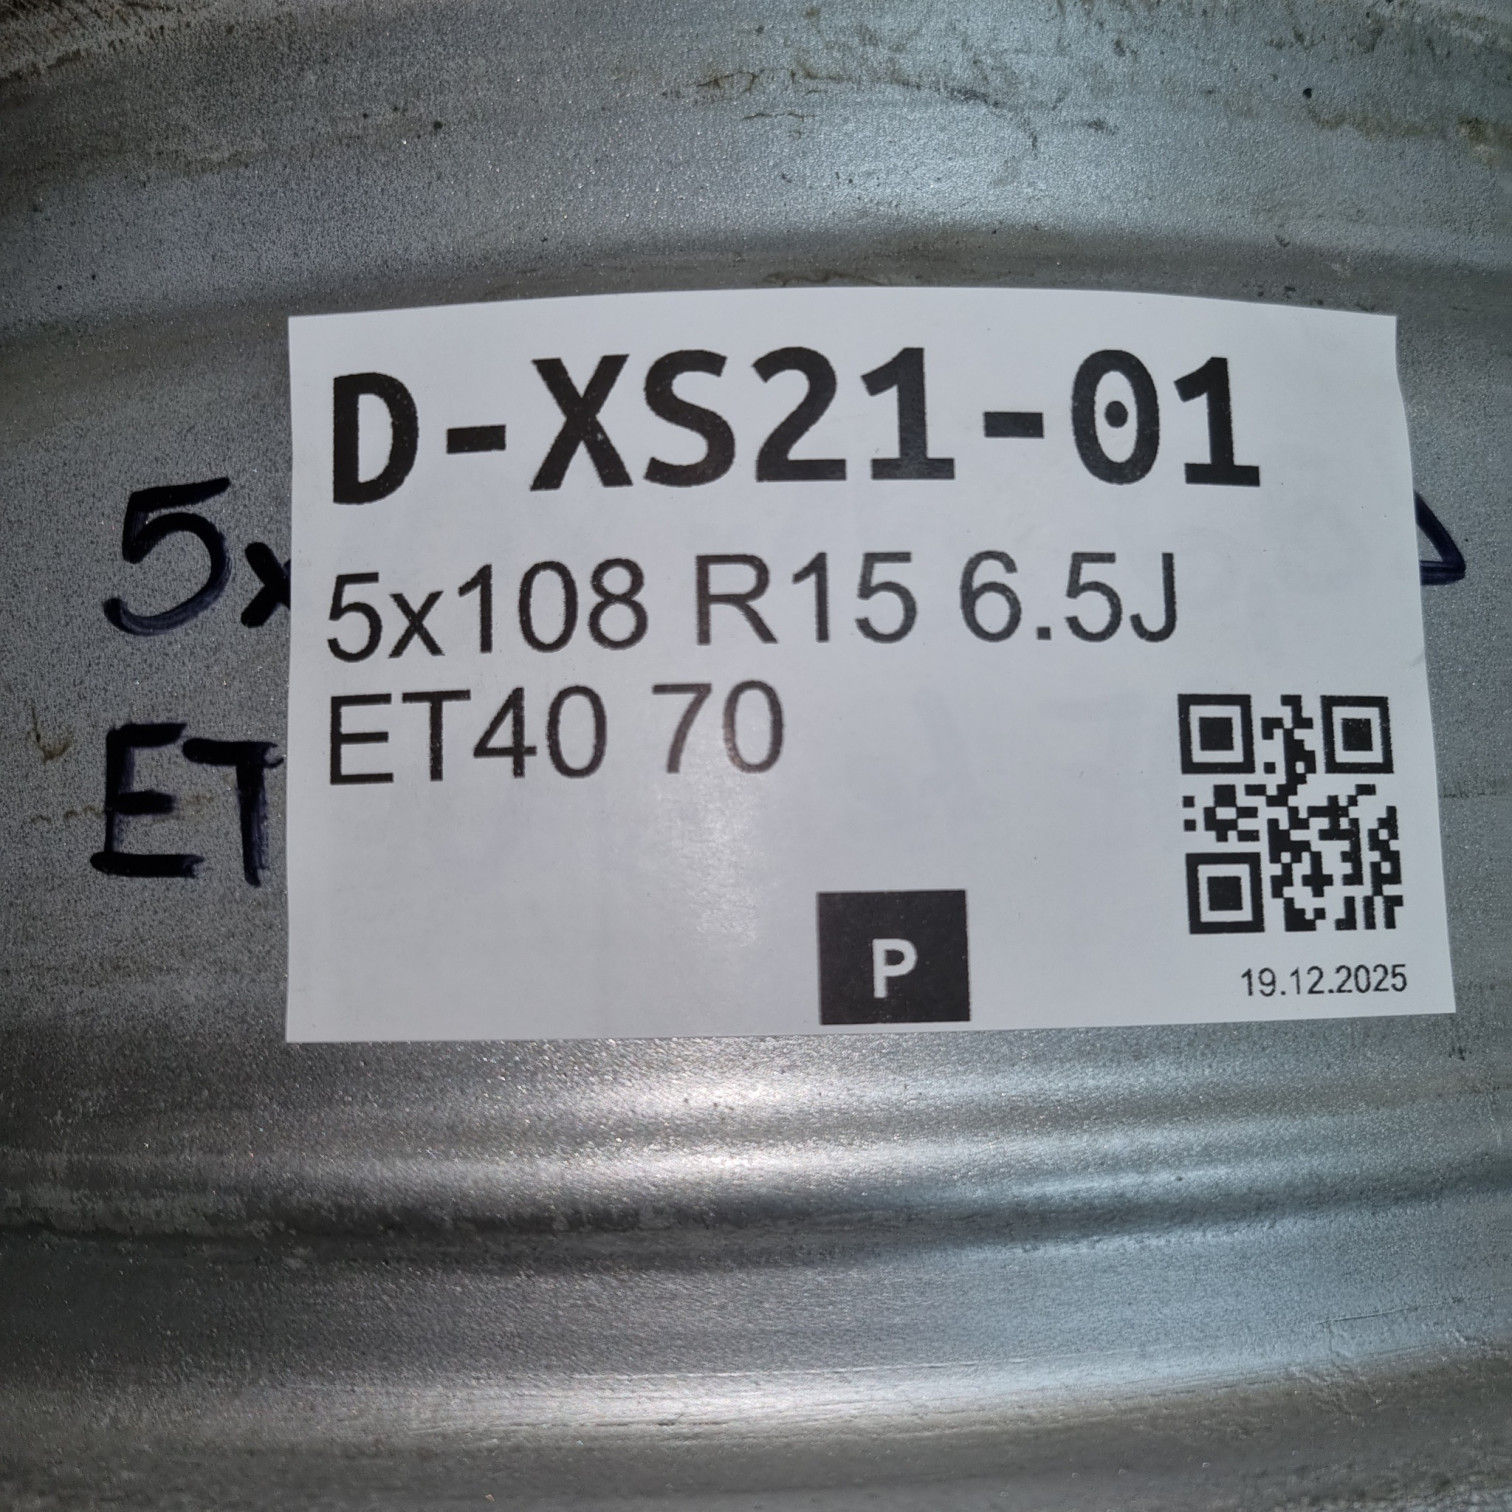 D-XS21-01
5x
5x108 R15 6.5J
ET
ET40 70
P
19.12.2025